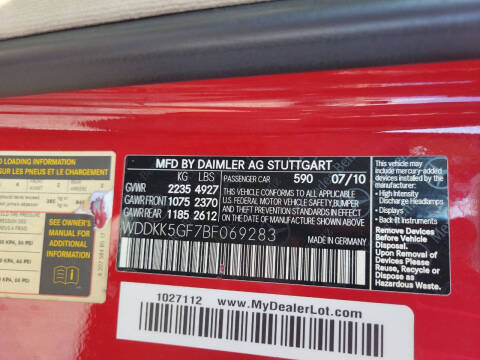 D LOADING INFORMATION
SUR LES PNEUS ET LE CHARGEMENT
SEE OWNER'S
MANUAL FOR
ADDITIONAL
INFORMATION
MFD BY DAIMLER AG STUTTGART
KG LBS PASSENGER CAR 590 07/10
GVWR 2235 4927
GAWR FRONT 1075 2370
GAWR REAR 1185 2612
THIS VEHICLE CONFORMS TO ALL APPLICABLE
U.S. FEDERAL MOTOR VEHICLE SAFETY, BUMPER
AND THEFT PREVENTION STANDARDS IN EFFECT
ON THE DATE OF MANUFACTURE SHOWN ABOVE.
WDDKK5GF7BF069283
This vehicle may
include mercury-added
devices installed by the
manufacturer:
• High Intensity
Discharge Headlamps
• Displays
• Back-lit Instruments
Remove Devices
Before Vehicle
Disposal.
Upon Removal of Devices
Please Reuse, Recycle or
Dispose as
Hazardous Waste.
1027112 www.MyDealerLot.com